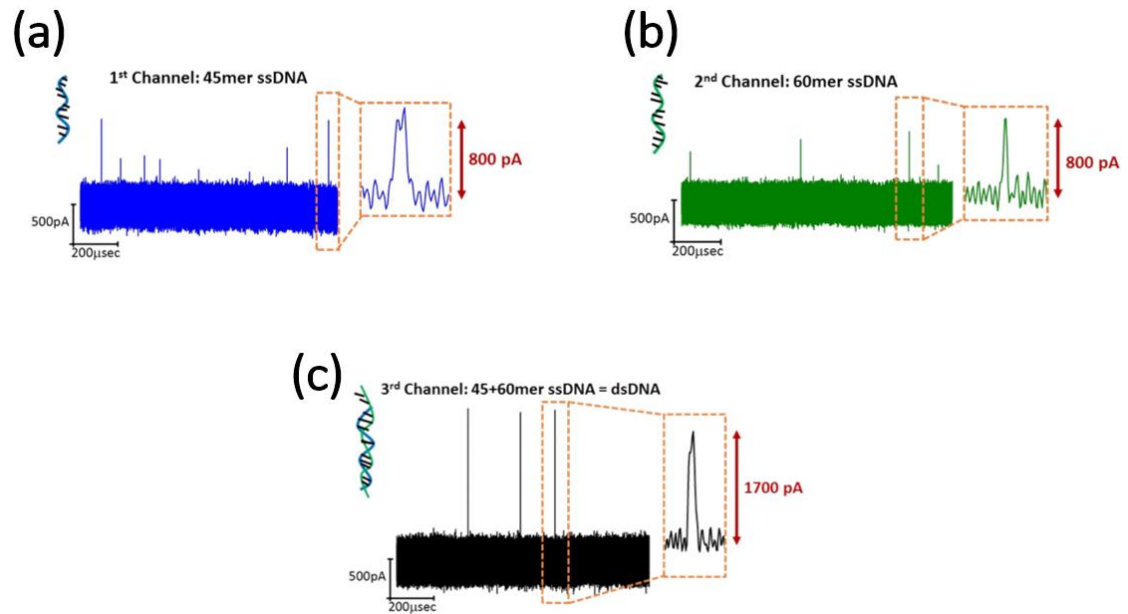 (a)
1st Channel: 45mer ssDNA
800 pA
500pA
200µsec
(b)
2nd Channel: 60mer ssDNA
800 pA
500pA
200µsec
(c)
3rd Channel: 45+60mer ssDNA = dsDNA
1700 pA
500pA
200µsec